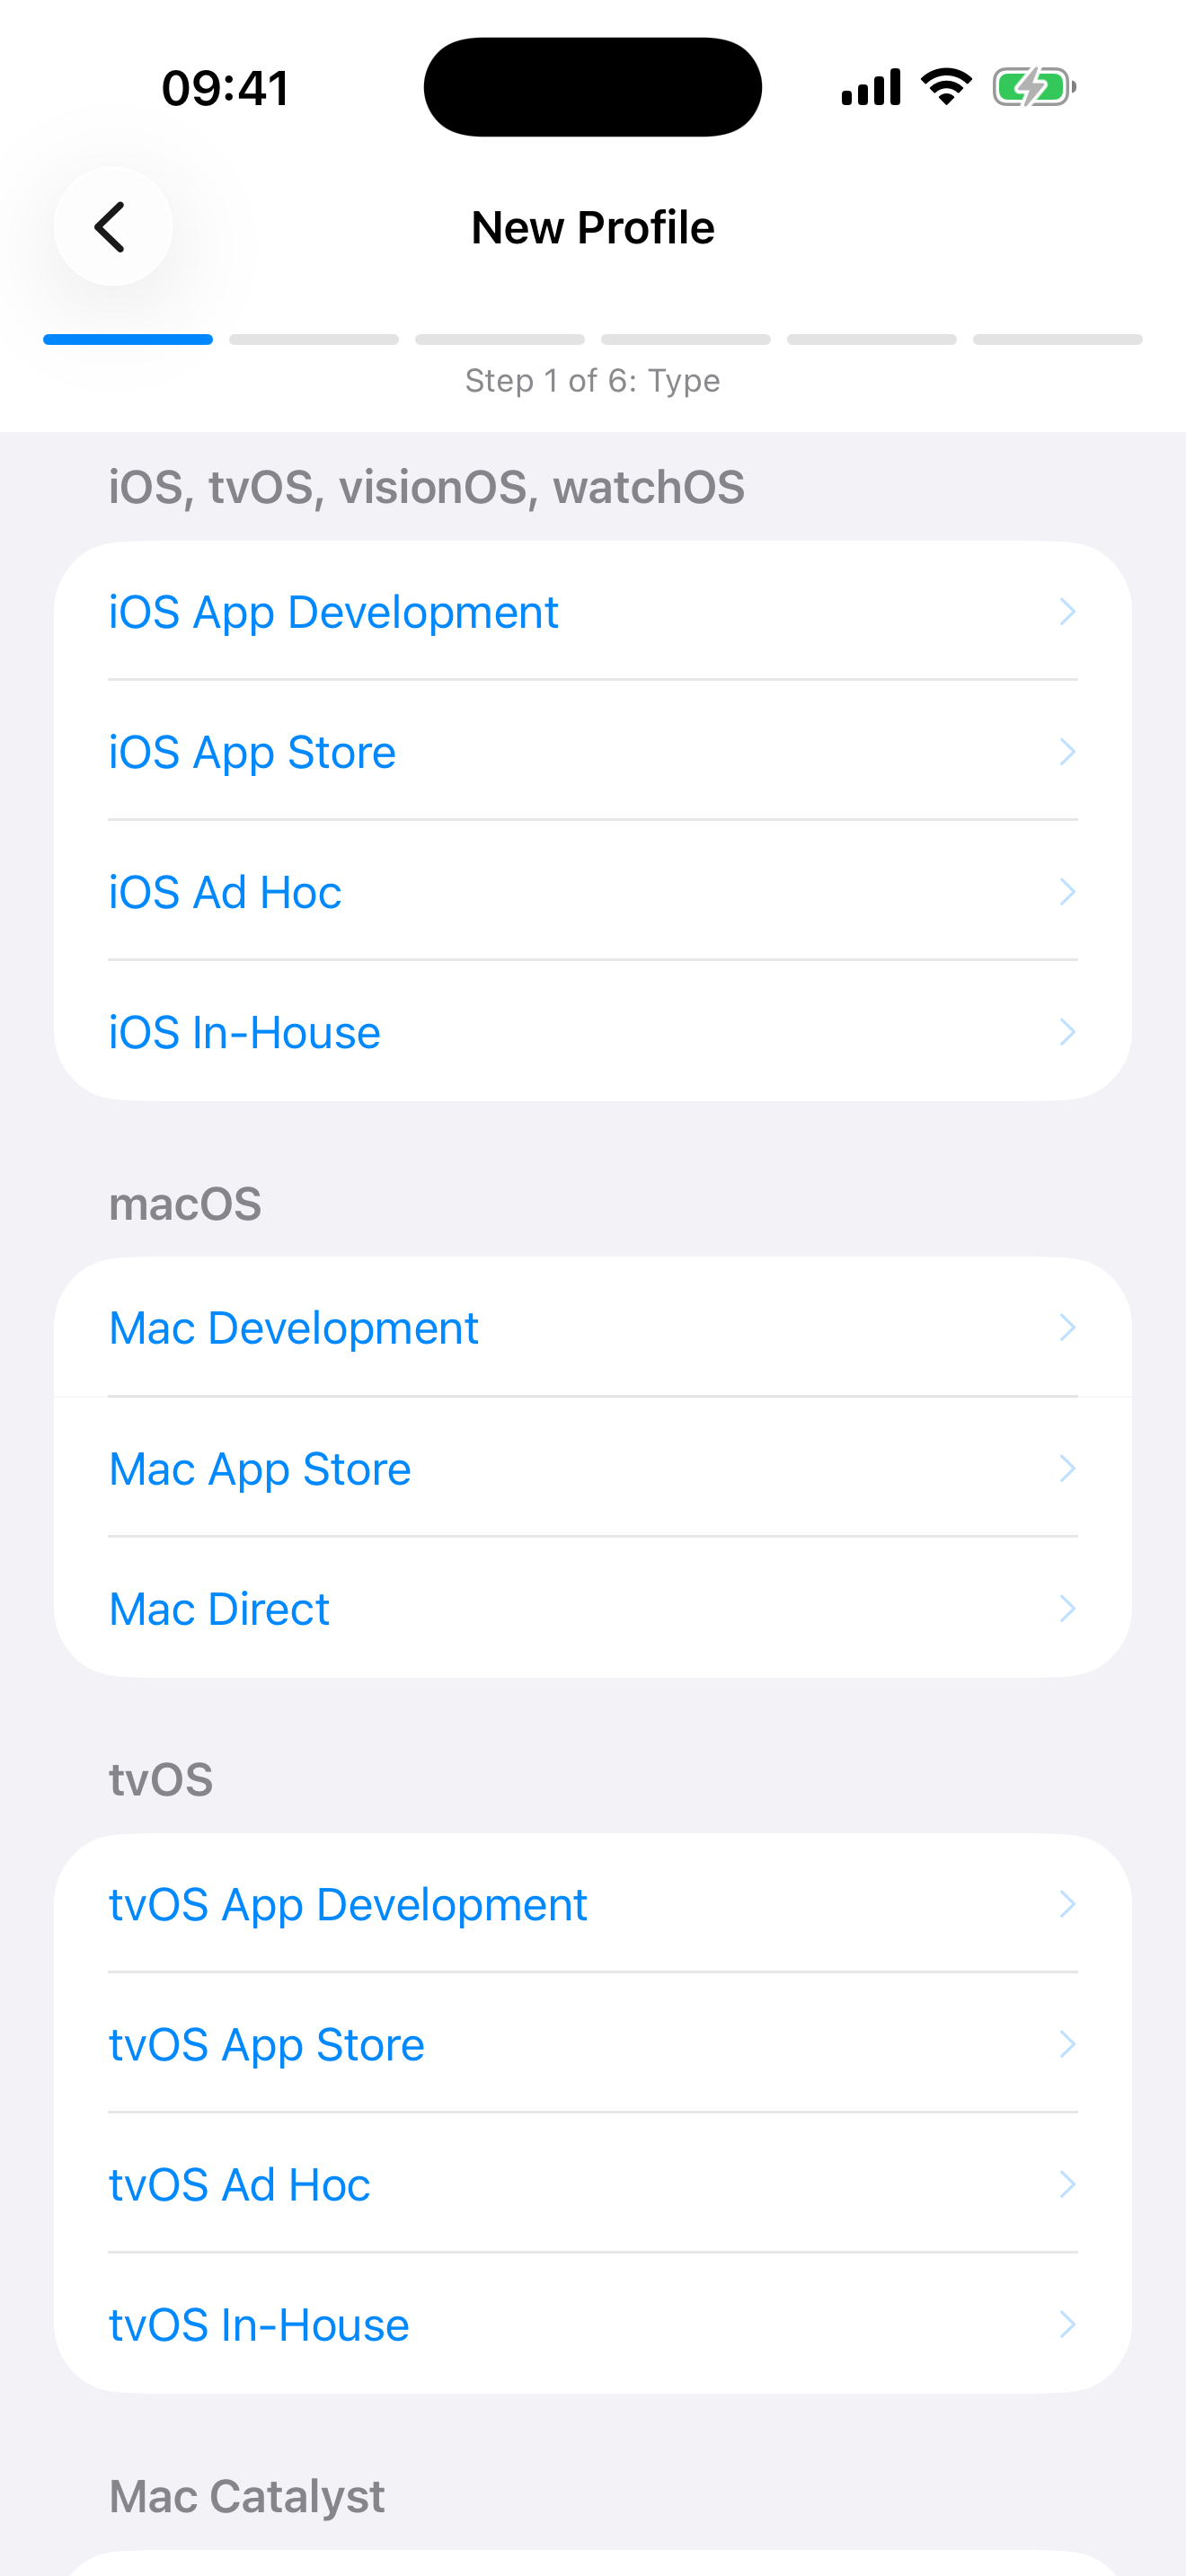 09:41
New Profile
Step 1 of 6: Type
iOS, tvOS, visionOS, watchOS
iOS App Development
iOS App Store
iOS Ad Hoc
iOS In-House
macOS
Mac Development
Mac App Store
Mac Direct
tvOS
tvOS App Development
tvOS App Store
tvOS Ad Hoc
tvOS In-House
Mac Catalyst